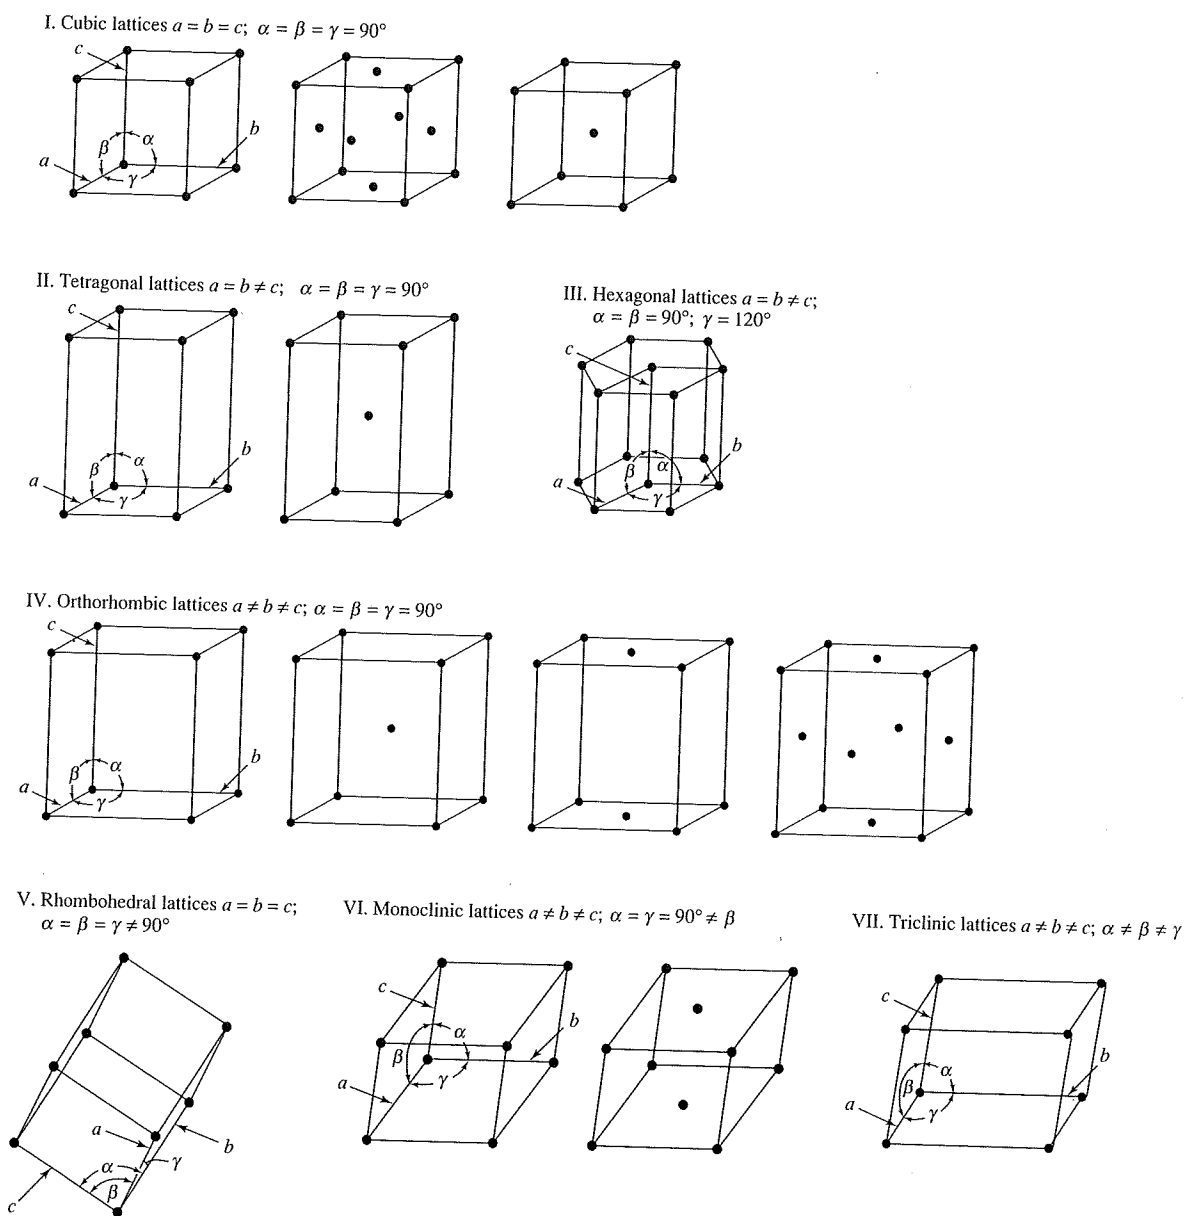 I. Cubic lattices a = b = c; α = β = γ = 90°
c
β α b
a γ
II. Tetragonal lattices a = b ≠ c; α = β = γ = 90°
c
β α b
a γ
III. Hexagonal lattices a = b ≠ c;
α = β = 90°; γ = 120°
c
β α b
a γ
IV. Orthorhombic lattices a ≠ b ≠ c; α = β = γ = 90°
c
β α b
a γ
V. Rhombohedral lattices a = b = c;
α = β = γ ≠ 90°
a b
α γ
β
c
VI. Monoclinic lattices a ≠ b ≠ c; α = γ = 90° ≠ β
c
α b
β
a γ
VII. Triclinic lattices a ≠ b ≠ c; α ≠ β ≠ γ
c
b
β α
a γ